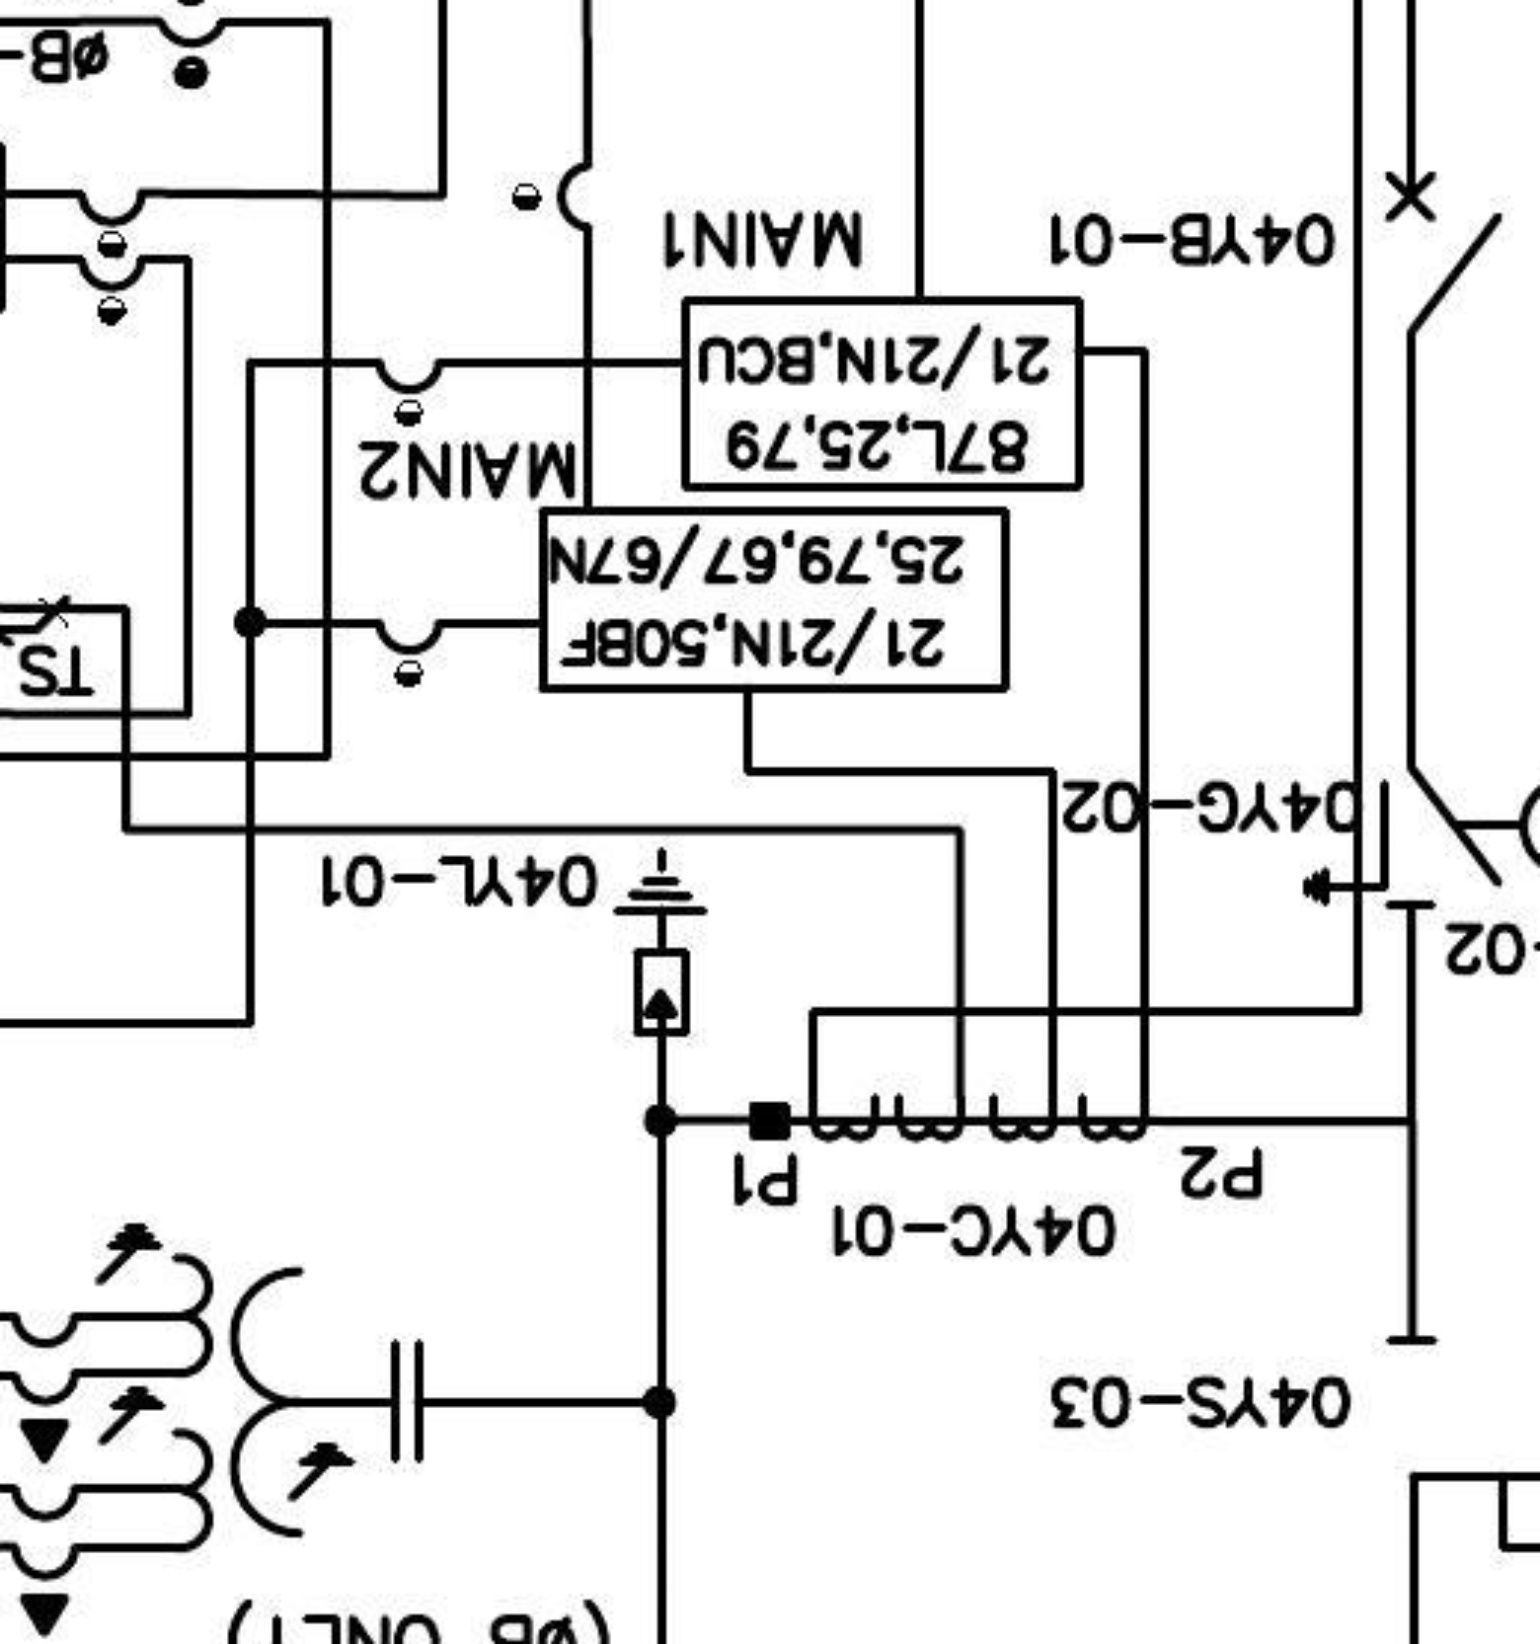 (ØB ONLY)
04YS-03
04YC-01
P2
P1
-02
04YL-01
04YG-02
TS
21/21N,50BF
25,79,67/67N
MAIN2
87L,25,79
21/21N,BCU
04YB-01
MAIN1
ØB-